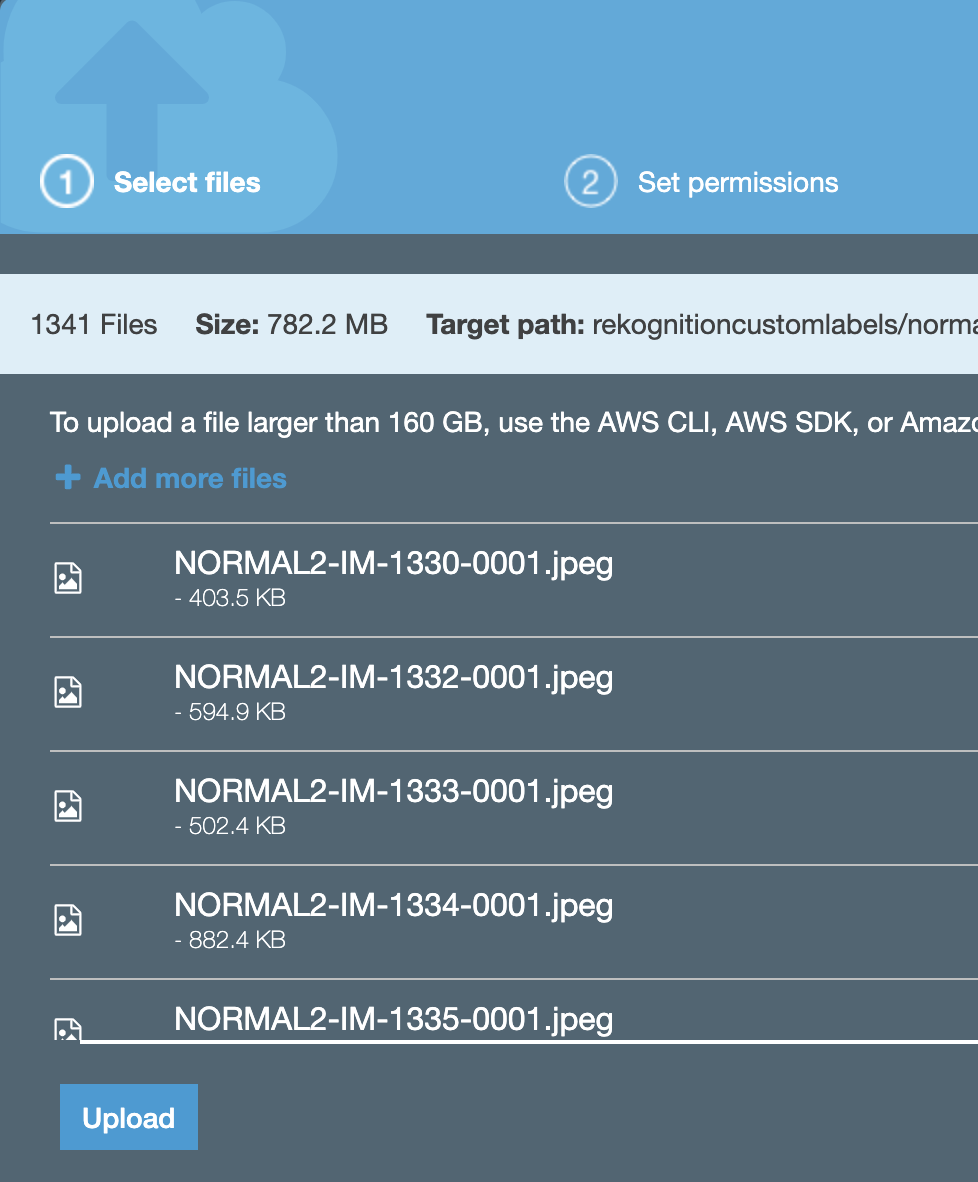 1 Select files 2 Set permissions
1341 Files Size: 782.2 MB Target path: rekognitioncustomlabels/norma
To upload a file larger than 160 GB, use the AWS CLI, AWS SDK, or Amazo
+ Add more files
NORMAL2-IM-1330-0001.jpeg
- 403.5 KB
NORMAL2-IM-1332-0001.jpeg
- 594.9 KB
NORMAL2-IM-1333-0001.jpeg
- 502.4 KB
NORMAL2-IM-1334-0001.jpeg
- 882.4 KB
NORMAL2-IM-1335-0001.jpeg
Upload